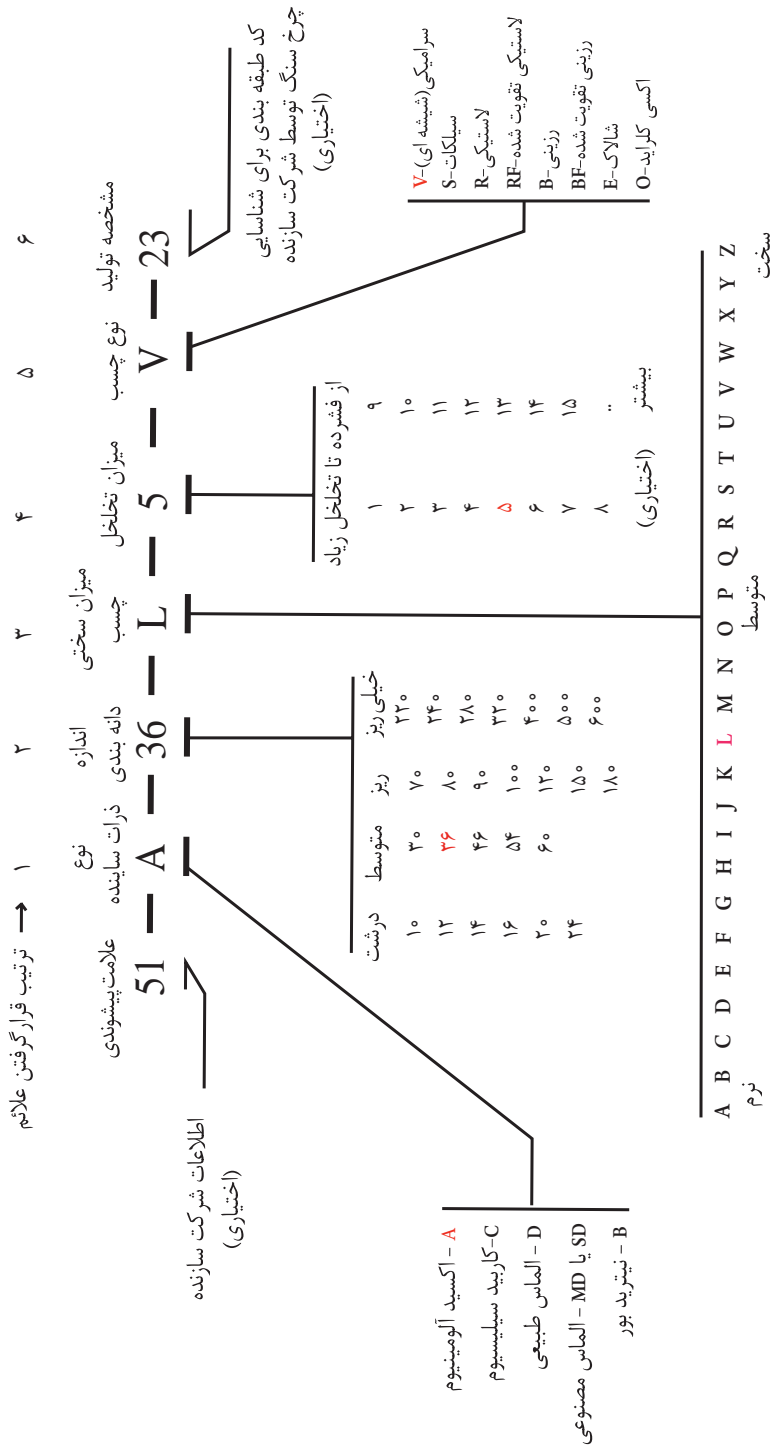 ترتیب قرارگرفتن علائم ← ۱ ۲ ۳ ۴ ۵ ۶
علامت پیشوندی
نوع
ذرات ساینده
اندازه
دانه بندی
میزان سختی
چسب
میزان تخلخل
نوع چسب
مشخصه تولید
51 – A – 36 – L – 5 – V – 23
اطلاعات شرکت سازنده
(اختیاری)
کد طبقه بندی برای شناسایی
چرخ سنگ توسط شرکت سازنده
(اختیاری)
A - اکسید آلومینیوم
C-کاربید سیلیسیوم
D - الماس طبیعی
SD یا MD - الماس مصنوعی
B - نیترید بور
درشت متوسط ریز خیلی ریز
۱۰ ۳۰ ۷۰ ۲۲۰
۱۲ ۳۶ ۸۰ ۲۴۰
۱۴ ۴۶ ۹۰ ۲۸۰
۱۶ ۵۴ ۱۰۰ ۳۲۰
۲۰ ۶۰ ۱۲۰ ۴۰۰
۲۴ ۱۵۰ ۵۰۰
۱۸۰ ۶۰۰
از فشرده تا تخلخل زیاد
۱ ۹
۲ ۱۰
۳ ۱۱
۴ ۱۲
۵ ۱۳
۶ ۱۴
۷ ۱۵
۸ ..
(اختیاری) بیشتر
V-سرامیکی(شیشه ای)
S-سیلکات
R-لاستیکی
RF-لاستیکی تقویت شده
B-رزینی
BF-رزینی تقویت شده
E-شالاک
O-اکسی کلراید
A B C D E F G H I J K L M N O P Q R S T U V W X Y Z
نرم متوسط سخت